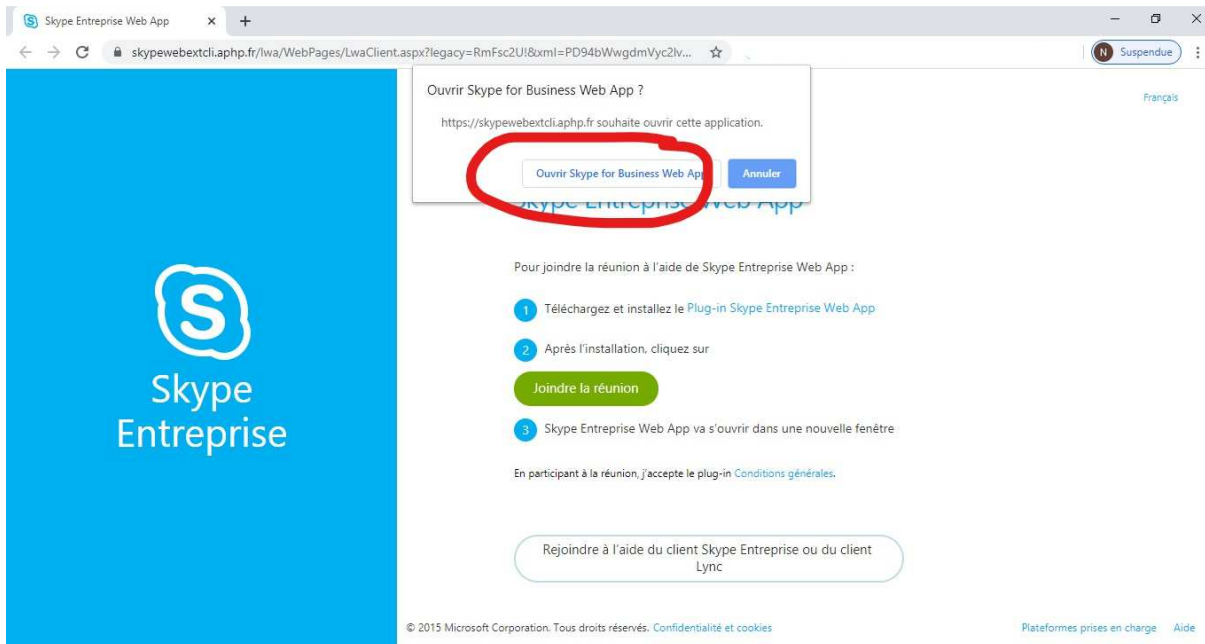 Skype Entreprise Web App
skypewebextcli.aphp.fr/lwa/WebPages/LwaClient.aspx?legacy=RmFsc2U!&xml=PD94bWwgdmVyc2lv...
N Suspendue
Ouvrir Skype for Business Web App ?
https://skypewebextcli.aphp.fr souhaite ouvrir cette application.
Ouvrir Skype for Business Web App
Annuler
Français
Skype Entreprise Web App
Pour joindre la réunion à l'aide de Skype Entreprise Web App :
1 Téléchargez et installez le Plug-in Skype Entreprise Web App
2 Après l'installation, cliquez sur
Joindre la réunion
3 Skype Entreprise Web App va s'ouvrir dans une nouvelle fenêtre
En participant à la réunion, j'accepte le plug-in Conditions générales.
Rejoindre à l'aide du client Skype Entreprise ou du client
Lync
S
Skype
Entreprise
© 2015 Microsoft Corporation. Tous droits réservés. Confidentialité et cookies
Plateformes prises en charge Aide